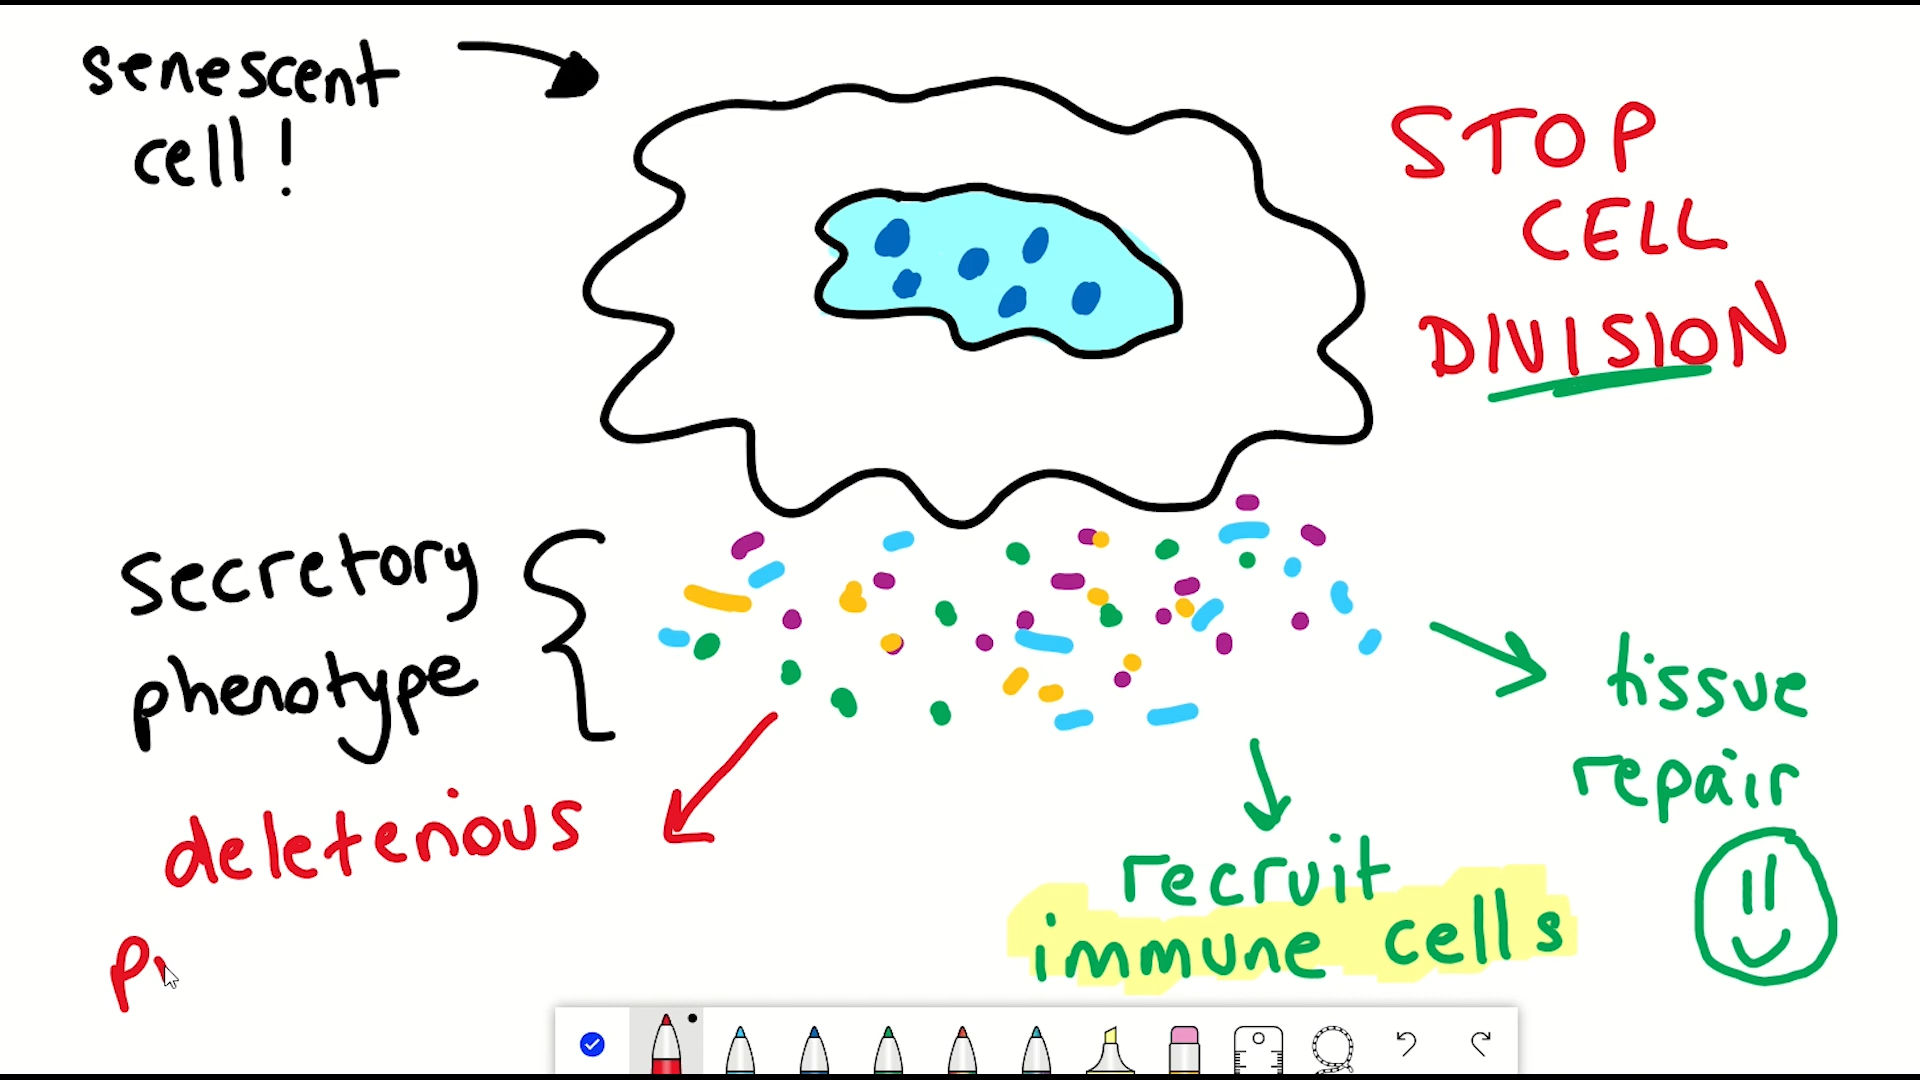 senescent
cell!
STOP
CELL
DIVISION
secretory
phenotype
tissue
repair
deleterious
recruit
immune cells